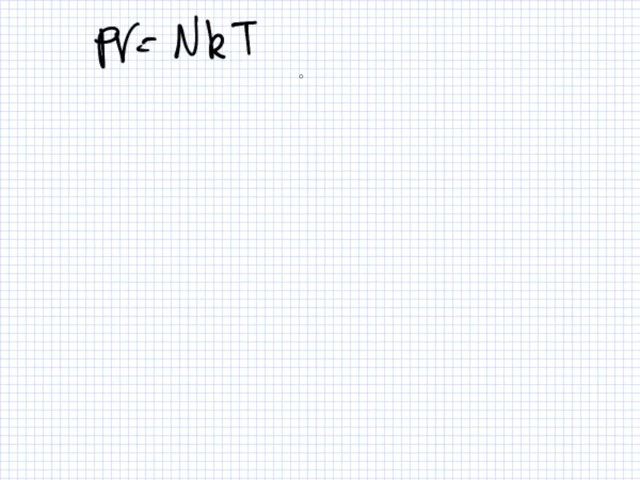 pV = NkT